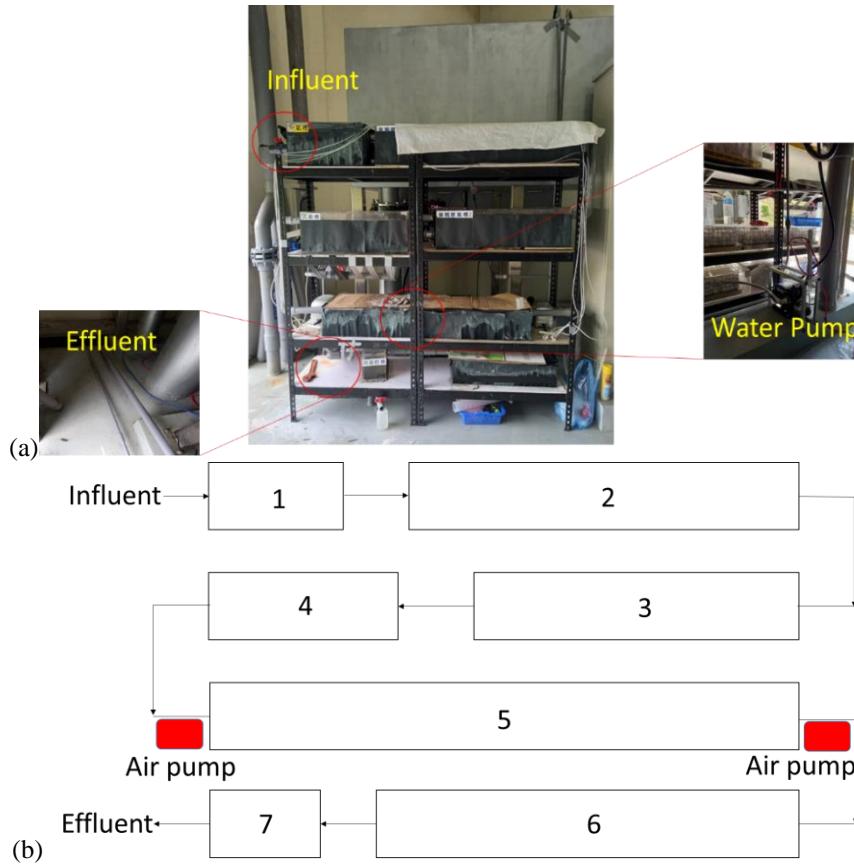 Influent
Effluent
Water Pump
(a)
Influent
1
2
4
3
5
Air pump
Air pump
Effluent
7
6
(b)